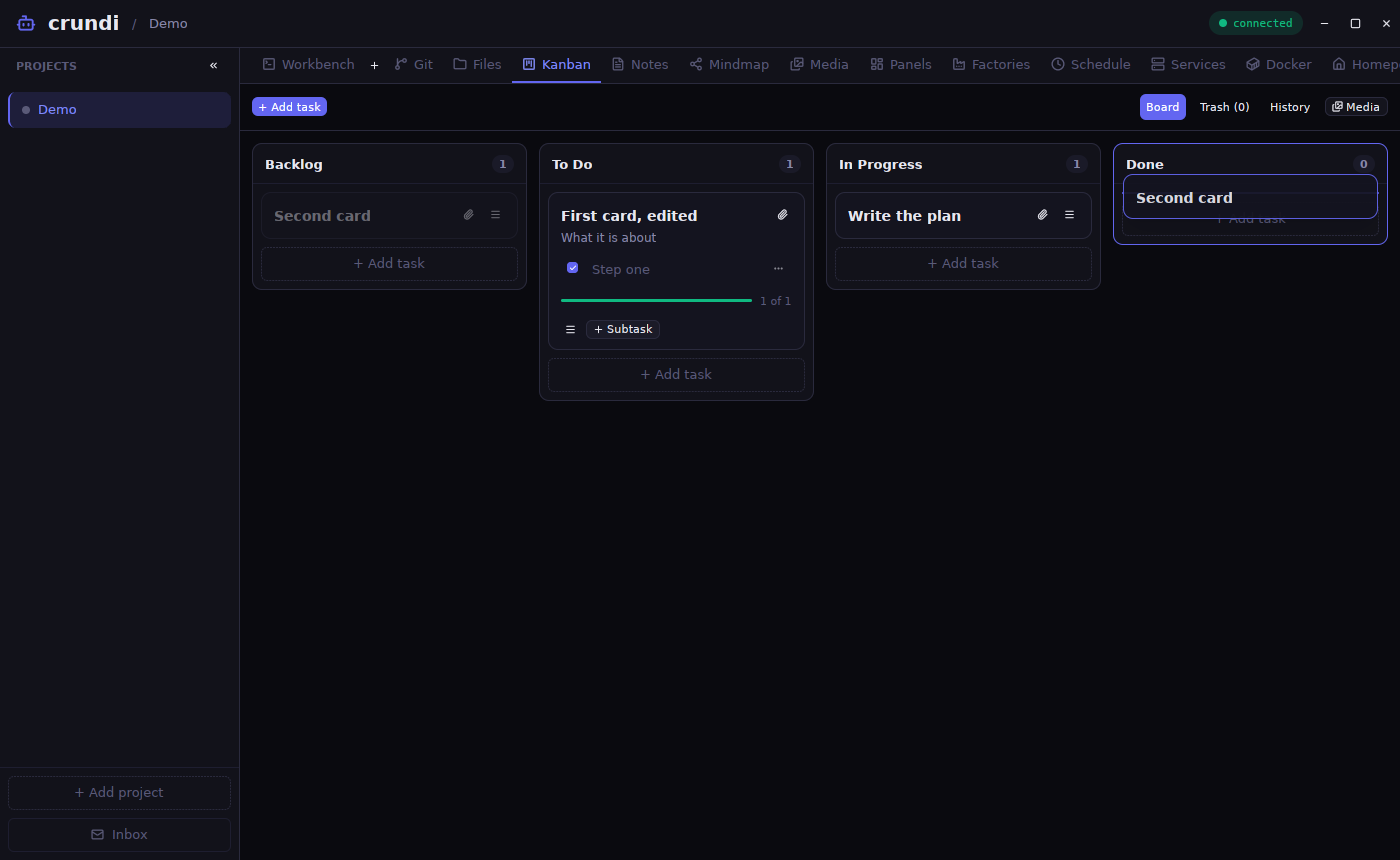 crundi / Demo
connected
PROJECTS «
Demo
Workbench + Git Files Kanban Notes Mindmap Media Panels Factories Schedule Services Docker Homep
+ Add task
Board Trash (0) History Media
Backlog 1
Second card
+ Add task
To Do 1
First card, edited
What it is about
Step one
1 of 1
+ Subtask
+ Add task
In Progress 1
Write the plan
+ Add task
Done 0
Second card
+ Add task
+ Add project
Inbox